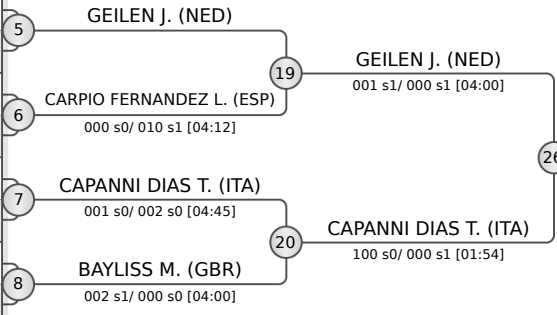 5
GEILEN J. (NED)
19
GEILEN J. (NED)
001 s1/ 000 s1 [04:00]
6
CARPIO FERNANDEZ L. (ESP)
000 s0/ 010 s1 [04:12]
26
7
CAPANNI DIAS T. (ITA)
001 s0/ 002 s0 [04:45]
20
CAPANNI DIAS T. (ITA)
100 s0/ 000 s1 [01:54]
8
BAYLISS M. (GBR)
002 s1/ 000 s0 [04:00]